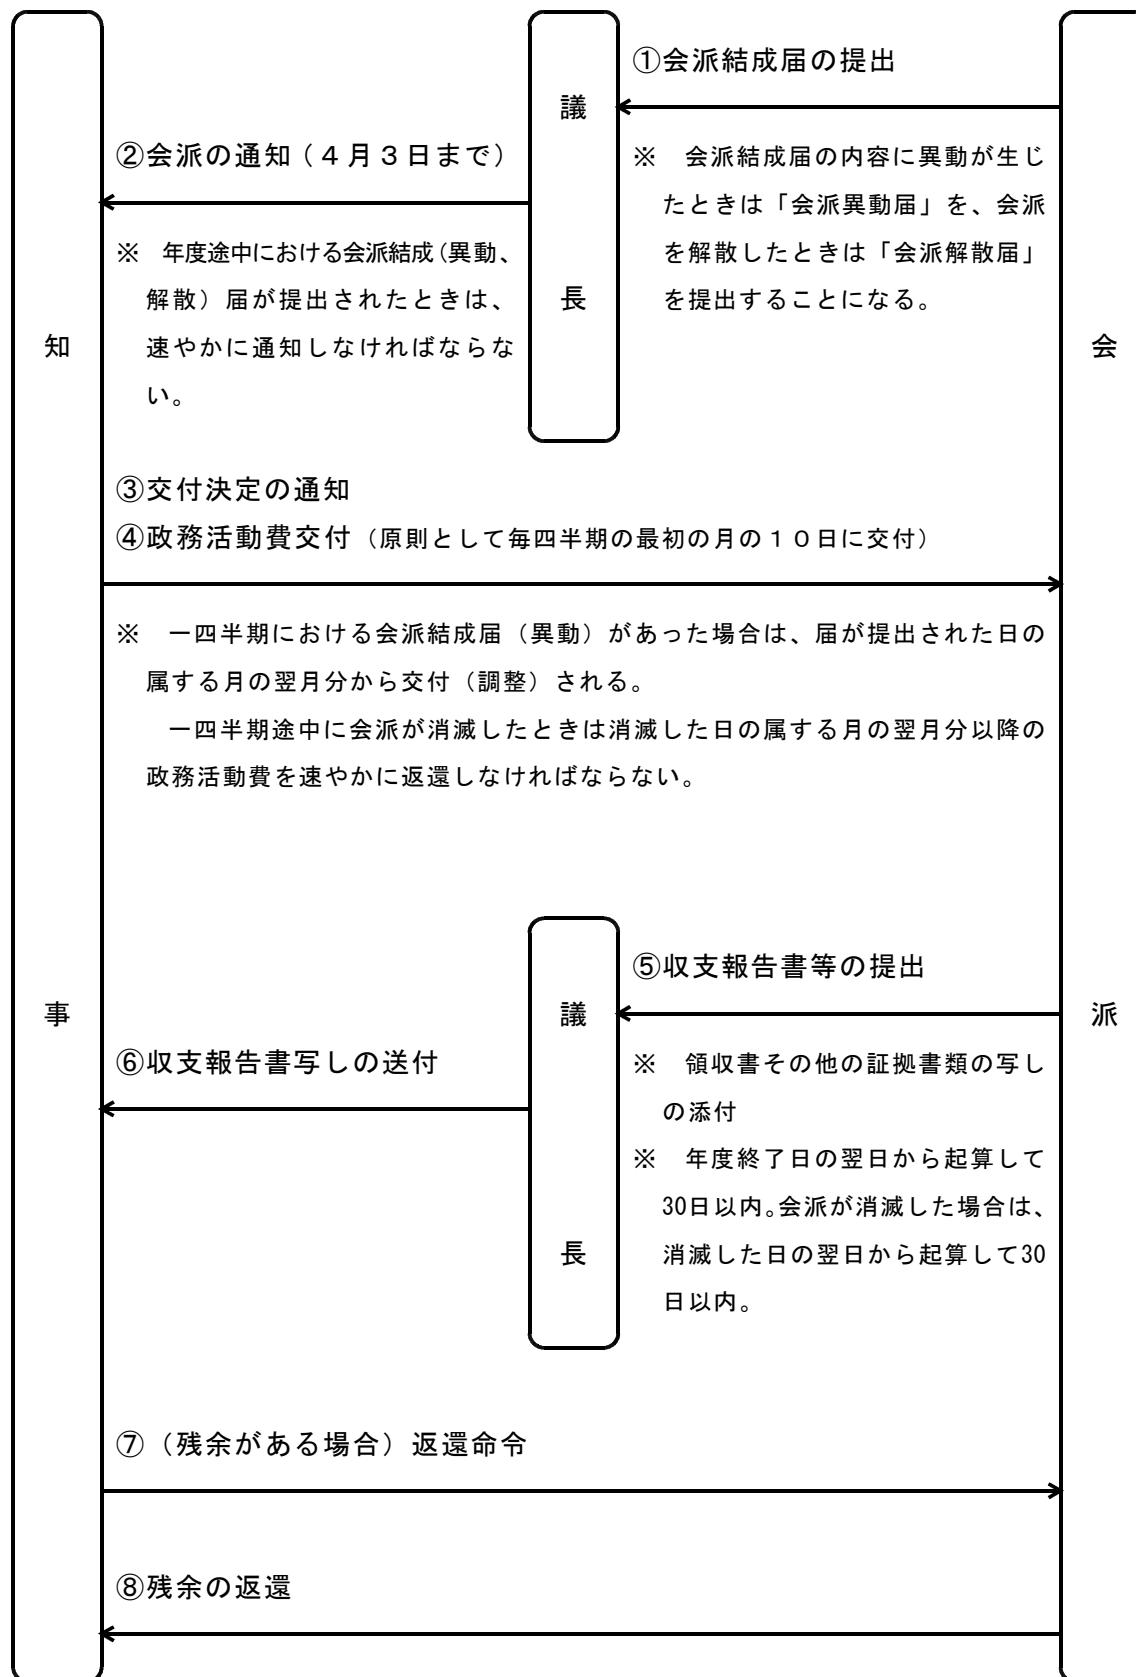 ①会派結成届の提出
議
長
②会派の通知（４月３日まで）
※　会派結成届の内容に異動が生じ
たときは「会派異動届」を、会派
を解散したときは「会派解散届」
を提出することになる。
※　年度途中における会派結成（異動、
解散）届が提出されたときは、
速やかに通知しなければならな
い。
知
会
③交付決定の通知
④政務活動費交付（原則として毎四半期の最初の月の１０日に交付）
※　一四半期における会派結成届（異動）があった場合は、届が提出された日の
属する月の翌月分から交付（調整）される。
一四半期途中に会派が消滅したときは消滅した日の属する月の翌月分以降の
政務活動費を速やかに返還しなければならない。
⑤収支報告書等の提出
事
議
長
派
⑥収支報告書写しの送付
※　領収書その他の証拠書類の写し
の添付
※　年度終了日の翌日から起算して
30日以内。会派が消滅した場合は、
消滅した日の翌日から起算して30
日以内。
⑦（残余がある場合）返還命令
⑧残余の返還